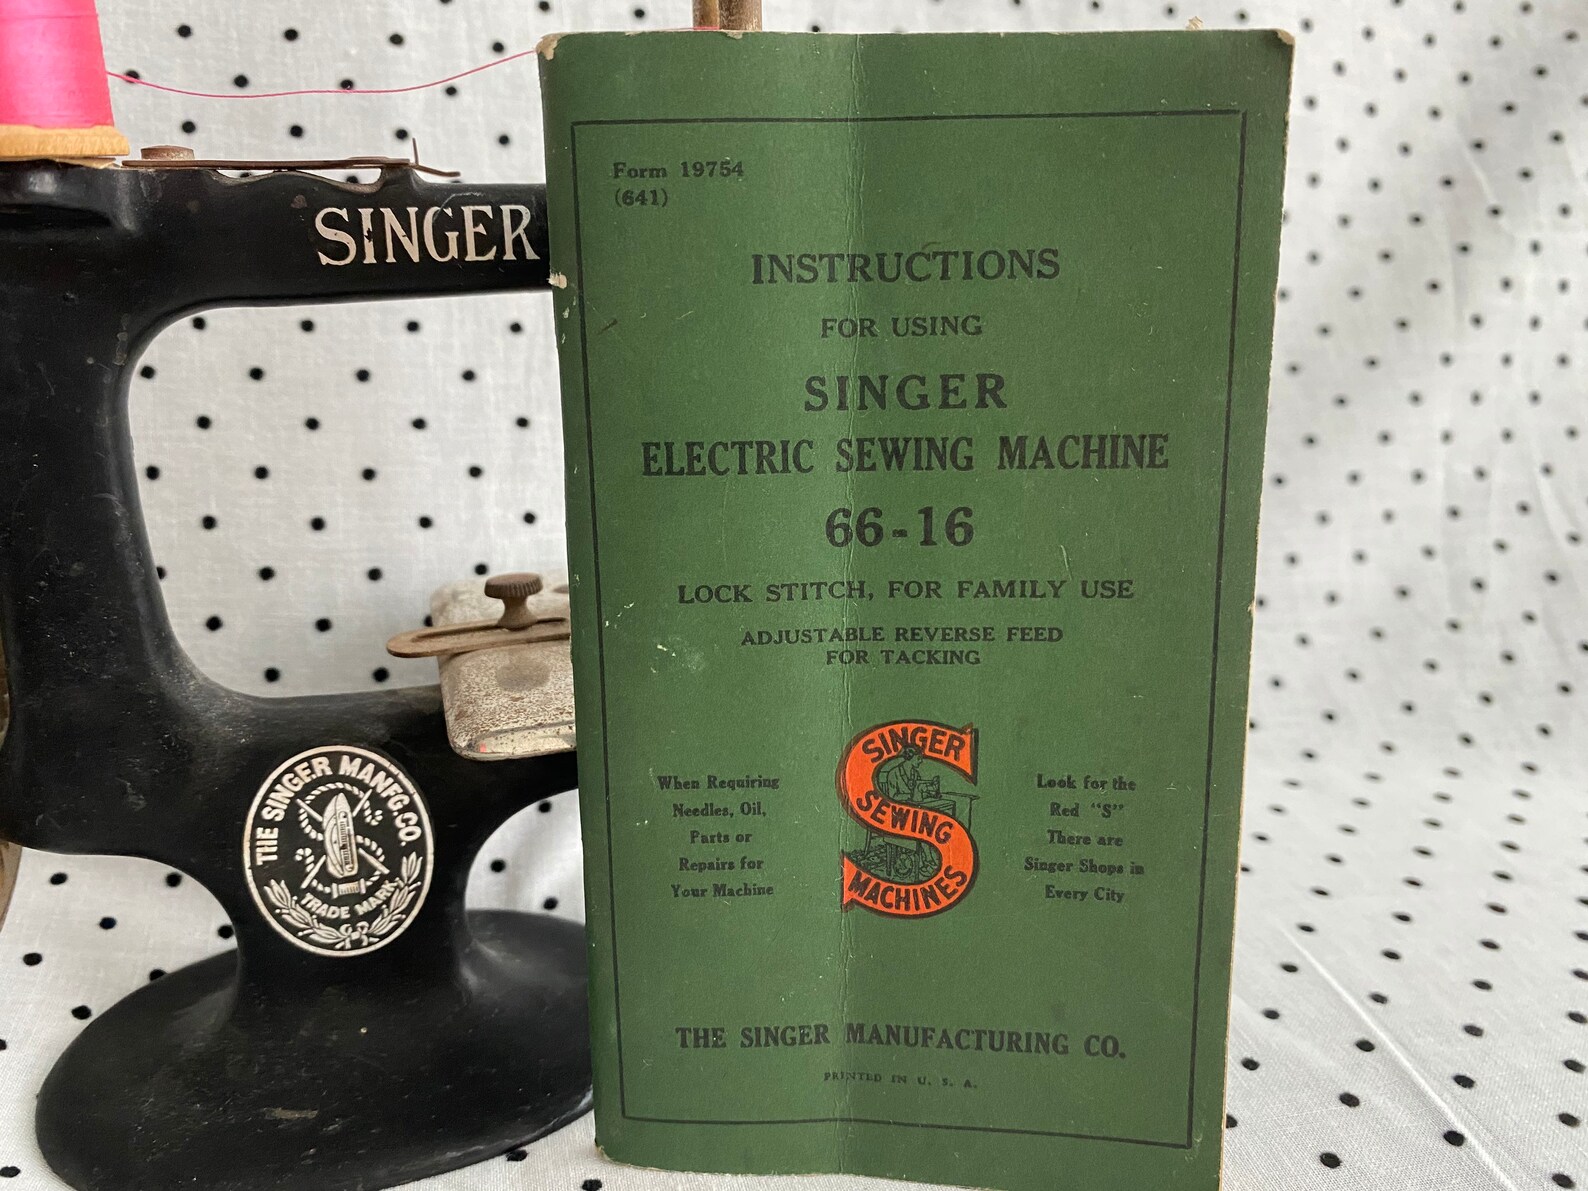 SINGER
THE SINGER MANFG. CO.
TRADE MARK
Form 19754
(641)
INSTRUCTIONS
FOR USING
SINGER
ELECTRIC SEWING MACHINE
66-16
LOCK STITCH, FOR FAMILY USE
ADJUSTABLE REVERSE FEED
FOR TACKING
When Requiring
Needles, Oil,
Parts or
Repairs for
Your Machine
SINGER
SEWING
MACHINES
Look for the
Red "S"
There are
Singer Shops in
Every City
THE SINGER MANUFACTURING CO.
PRINTED IN U. S. A.